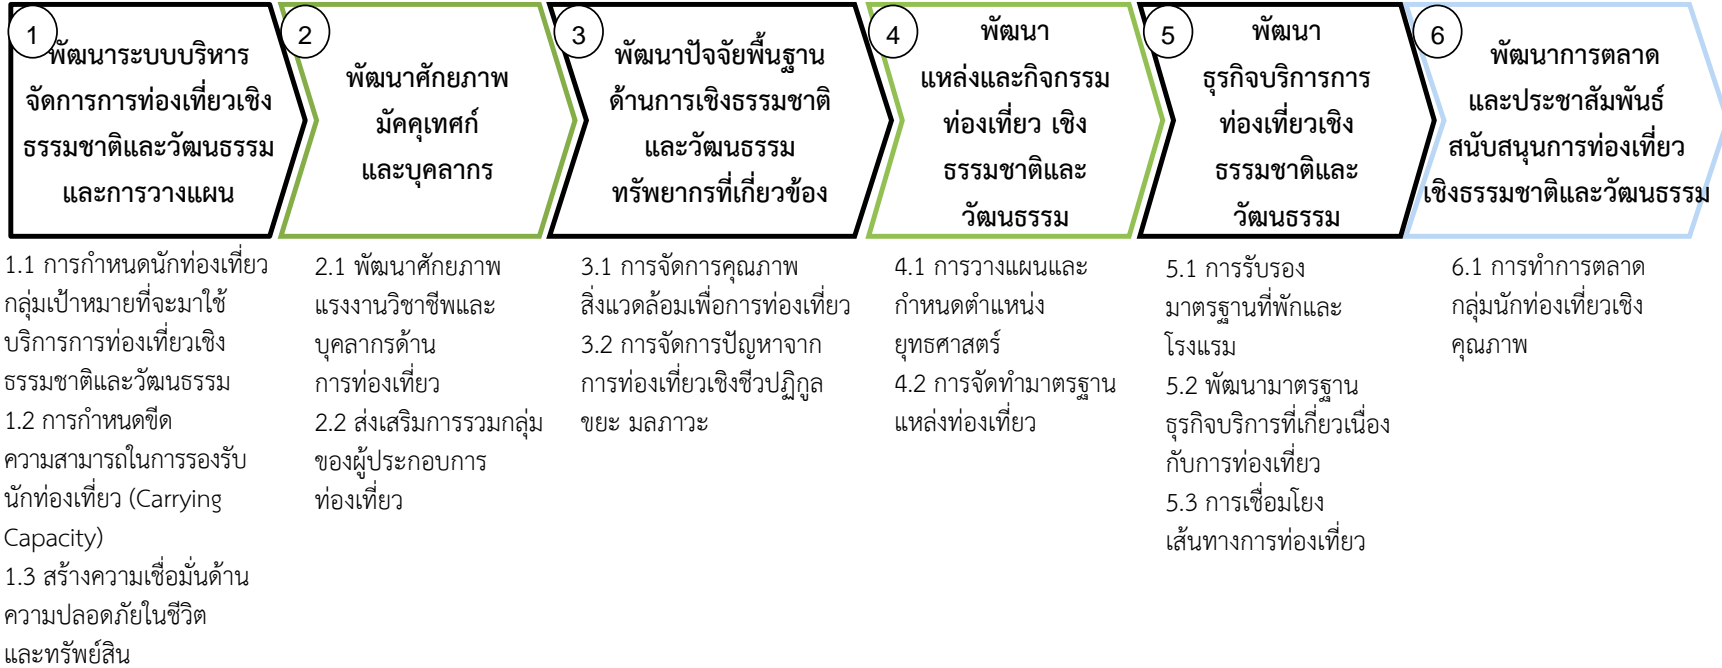 1
พัฒนาระบบบริหาร
จัดการการท่องเที่ยวเชิง
ธรรมชาติและวัฒนธรรม
และการวางแผน
2
พัฒนาศักยภาพ
มัคคุเทศก์
และบุคลากร
3
พัฒนาปัจจัยพื้นฐาน
ด้านการเชิงธรรมชาติ
และวัฒนธรรม
ทรัพยากรที่เกี่ยวข้อง
4
พัฒนา
แหล่งและกิจกรรม
ท่องเที่ยว เชิง
ธรรมชาติและ
วัฒนธรรม
5
พัฒนา
ธุรกิจบริการการ
ท่องเที่ยวเชิง
ธรรมชาติและ
วัฒนธรรม
6
พัฒนาการตลาด
และประชาสัมพันธ์
สนับสนุนการท่องเที่ยว
เชิงธรรมชาติและวัฒนธรรม
1.1 การกำหนดนักท่องเที่ยว
กลุ่มเป้าหมายที่จะมาใช้
บริการการท่องเที่ยวเชิง
ธรรมชาติและวัฒนธรรม
1.2 การกำหนดขีด
ความสามารถในการรองรับ
นักท่องเที่ยว (Carrying
Capacity)
1.3 สร้างความเชื่อมั่นด้าน
ความปลอดภัยในชีวิต
และทรัพย์สิน
2.1 พัฒนาศักยภาพ
แรงงานวิชาชีพและ
บุคลากรด้าน
การท่องเที่ยว
2.2 ส่งเสริมการรวมกลุ่ม
ของผู้ประกอบการ
ท่องเที่ยว
3.1 การจัดการคุณภาพ
สิ่งแวดล้อมเพื่อการท่องเที่ยว
3.2 การจัดการปัญหาจาก
การท่องเที่ยวเชิงชีวปฏิกูล
ขยะ มลภาวะ
4.1 การวางแผนและ
กำหนดตำแหน่ง
ยุทธศาสตร์
4.2 การจัดทำมาตรฐาน
แหล่งท่องเที่ยว
5.1 การรับรอง
มาตรฐานที่พักและ
โรงแรม
5.2 พัฒนามาตรฐาน
ธุรกิจบริการที่เกี่ยวเนื่อง
กับการท่องเที่ยว
5.3 การเชื่อมโยง
เส้นทางการท่องเที่ยว
6.1 การทำการตลาด
กลุ่มนักท่องเที่ยวเชิง
คุณภาพ